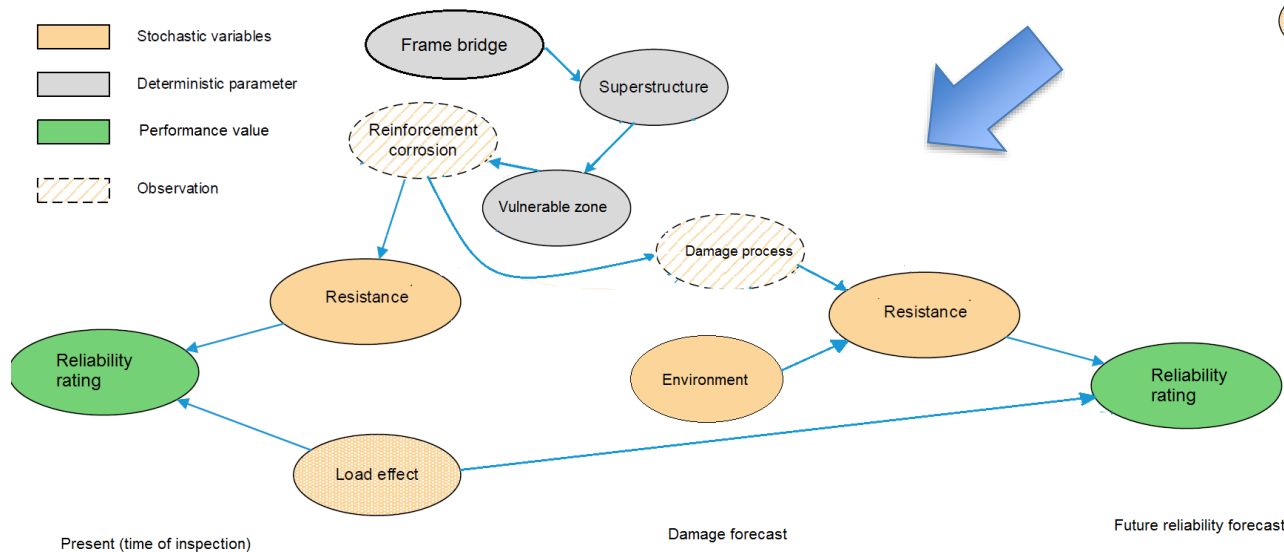 Stochastic variables
Deterministic parameter
Performance value
Observation
Frame bridge
Superstructure
Reinforcement
corrosion
Vulnerable zone
Damage process
Resistance
Resistance
Reliability
rating
Environment
Reliability
rating
Load effect
Present (time of inspection)
Damage forecast
Future reliability forecast